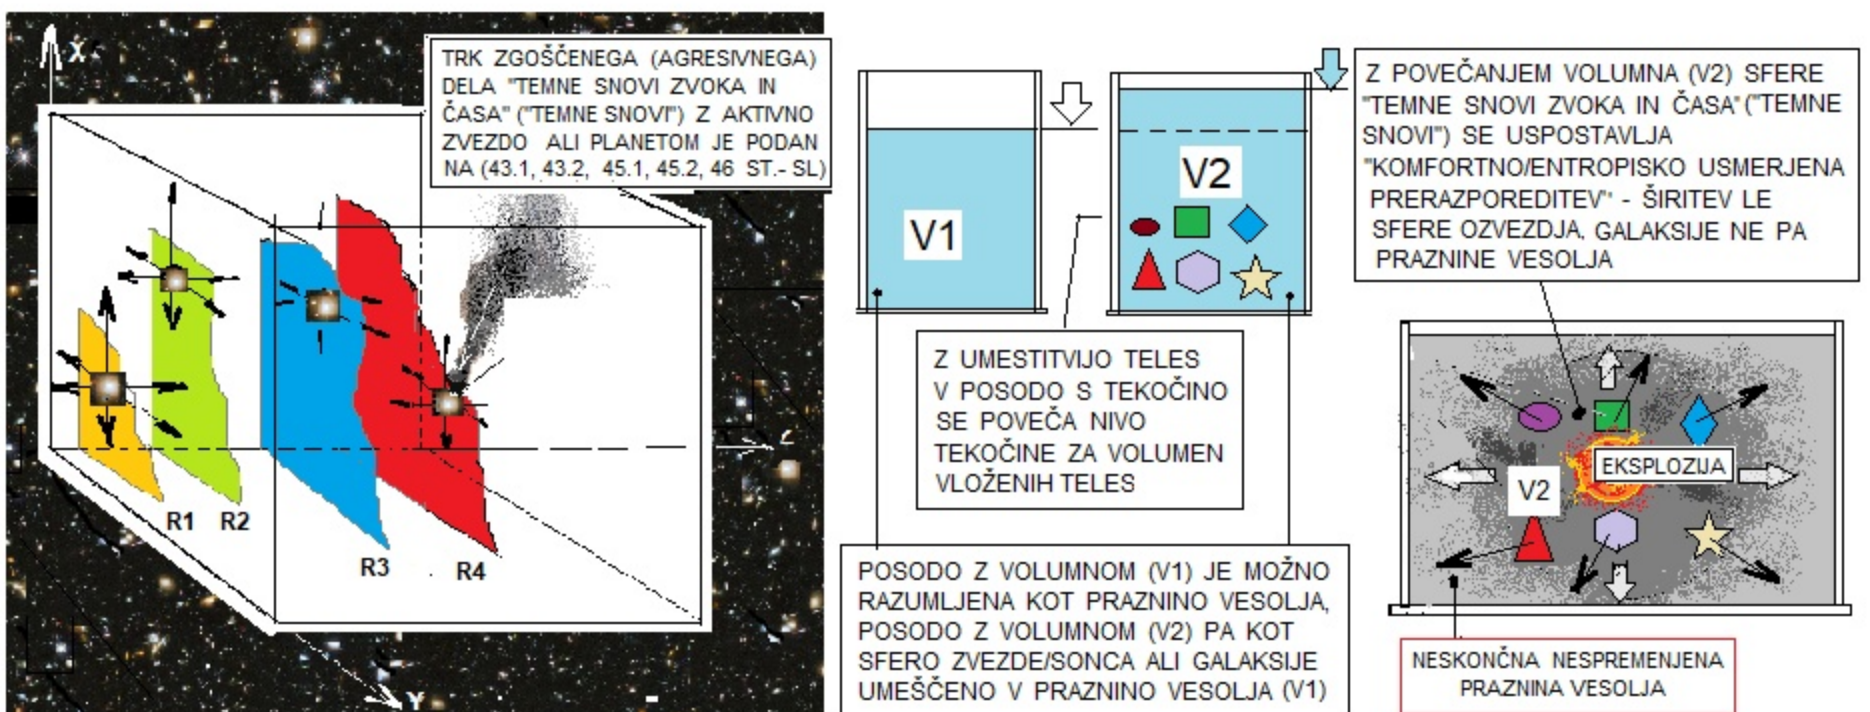 X
TRK ZGOŠČENEGA (AGRESIVNEGA)
DELA "TEMNE SNOVI ZVOKA IN
ČASA" ("TEMNE SNOVI") Z AKTIVNO
ZVEZDO ALI PLANETOM JE PODAN
NA (43.1, 43.2, 45.1, 45.2, 46 ST.- SL)
R1
R2
R3
R4
Y
V1
V2
Z UMESTITVIJO TELES
V POSODO S TEKOČINO
SE POVEČA NIVO
TEKOČINE ZA VOLUMEN
VLOŽENIH TELES
POSODO Z VOLUMNOM (V1) JE MOŽNO
RAZUMLJENA KOT PRAZNINO VESOLJA,
POSODO Z VOLUMNOM (V2) PA KOT
SFERO ZVEZDE/SONCA ALI GALAKSIJE
UMEŠČENO V PRAZNINO VESOLJA (V1)
Z POVEČANJEM VOLUMNA (V2) SFERE
"TEMNE SNOVI ZVOKA IN ČASA" ("TEMNE
SNOVI") SE USPOSTAVLJA
"KOMFORTNO/ENTROPISKO USMERJENA
PRERAZPOREDITEV" - ŠIRITEV LE
SFERE OZVEZDJA, GALAKSIJE NE PA
PRAZNINE VESOLJA
EKSPLOZIJA
V2
NESKONČNA NESPREMENJENA
PRAZNINA VESOLJA